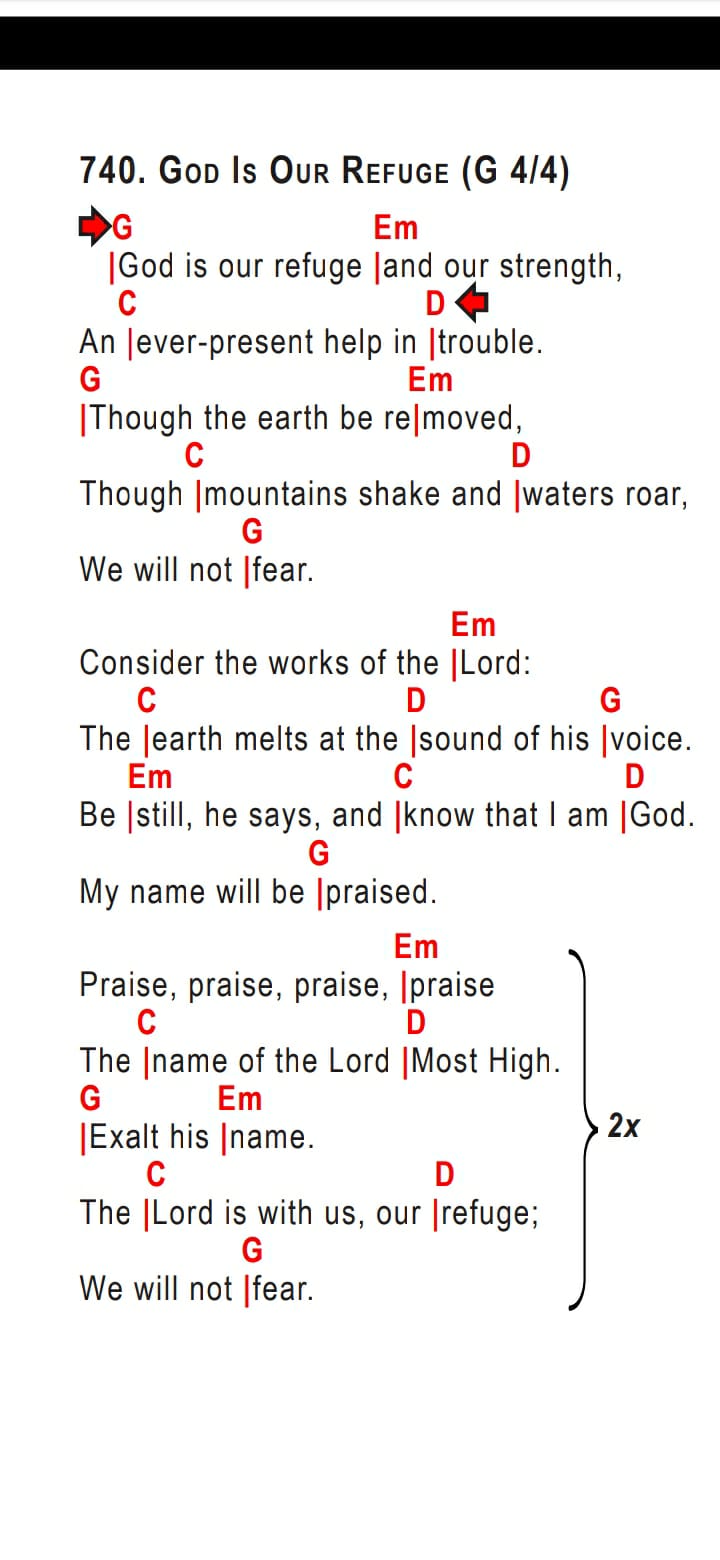 740. God Is Our Refuge (G 4/4)
G Em
|God is our refuge |and our strength,
C D
An |ever-present help in |trouble.
G Em
|Though the earth be re|moved,
C D
Though |mountains shake and |waters roar,
G
We will not |fear.
Em
Consider the works of the |Lord:
C D G
The |earth melts at the |sound of his |voice.
Em C D
Be |still, he says, and |know that I am |God.
G
My name will be |praised.
Em
Praise, praise, praise, |praise
C D
The |name of the Lord |Most High.
G Em
|Exalt his |name.
C D
The |Lord is with us, our |refuge;
G
We will not |fear.
2x